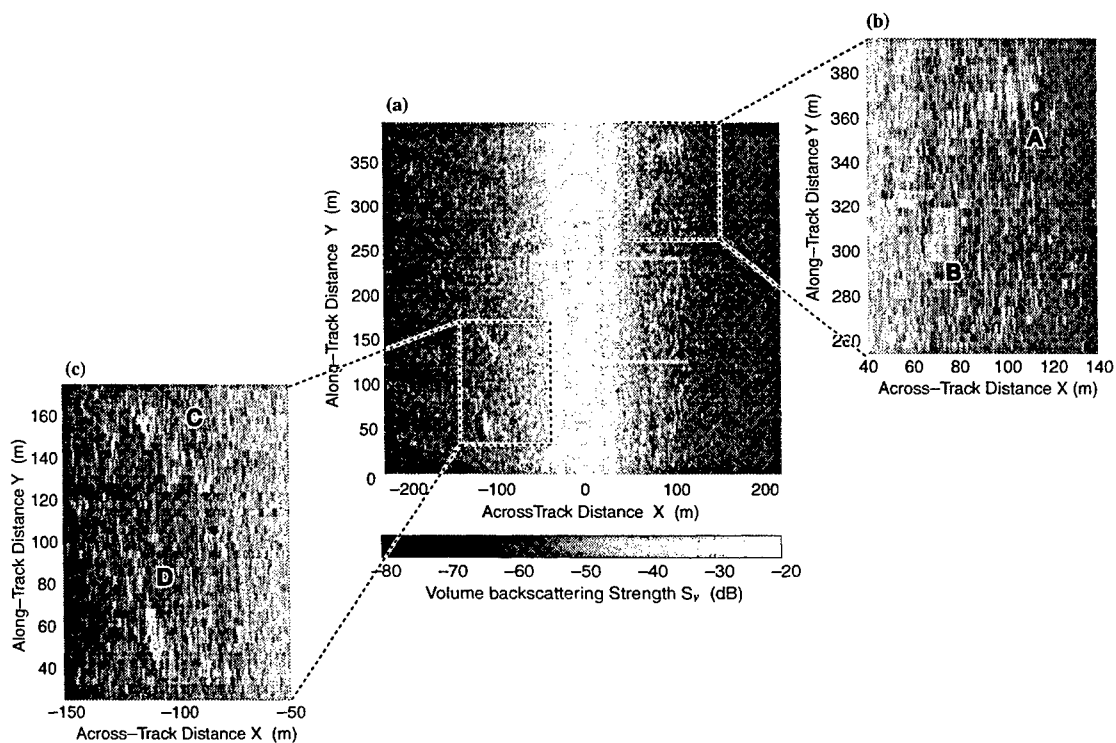 (b)
Along–Track Distance Y (m)
380
360
340
320
300
280
260
A
B
40 60 80 100 120 140
Across–Track Distance X (m)
(a)
Along–Track Distance Y (m)
350
300
250
200
150
100
50
0
–200 –100 0 100 200
AcrossTrack Distance X (m)
–80 –70 –65 –55 –40 –30 –20
Volume backscattering Strength Sv (dB)
(c)
Along–Track Distance Y (m)
160
140
120
100
80
60
40
C
D
–150 –100 –50
Across–Track Distance X (m)